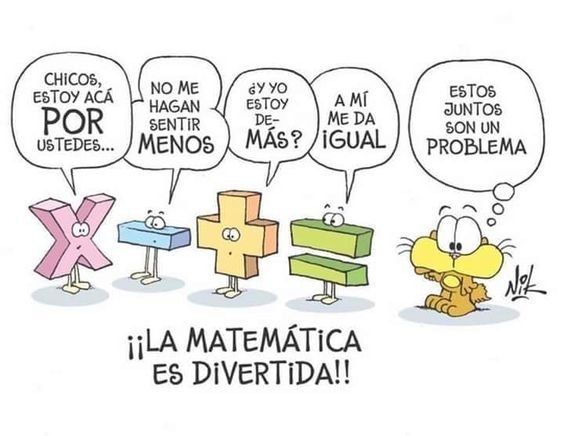 CHICOS,
ESTOY ACÁ
POR
USTEDES...
NO ME
HAGAN
SENTIR
MENOS
¿Y YO
ESTOY
DE-
MÁS?
A MÍ
ME DA
IGUAL
ESTOS
JUNTOS
SON UN
PROBLEMA
X
-
+
=
NIK
¡¡LA MATEMÁTICA
ES DIVERTIDA!!